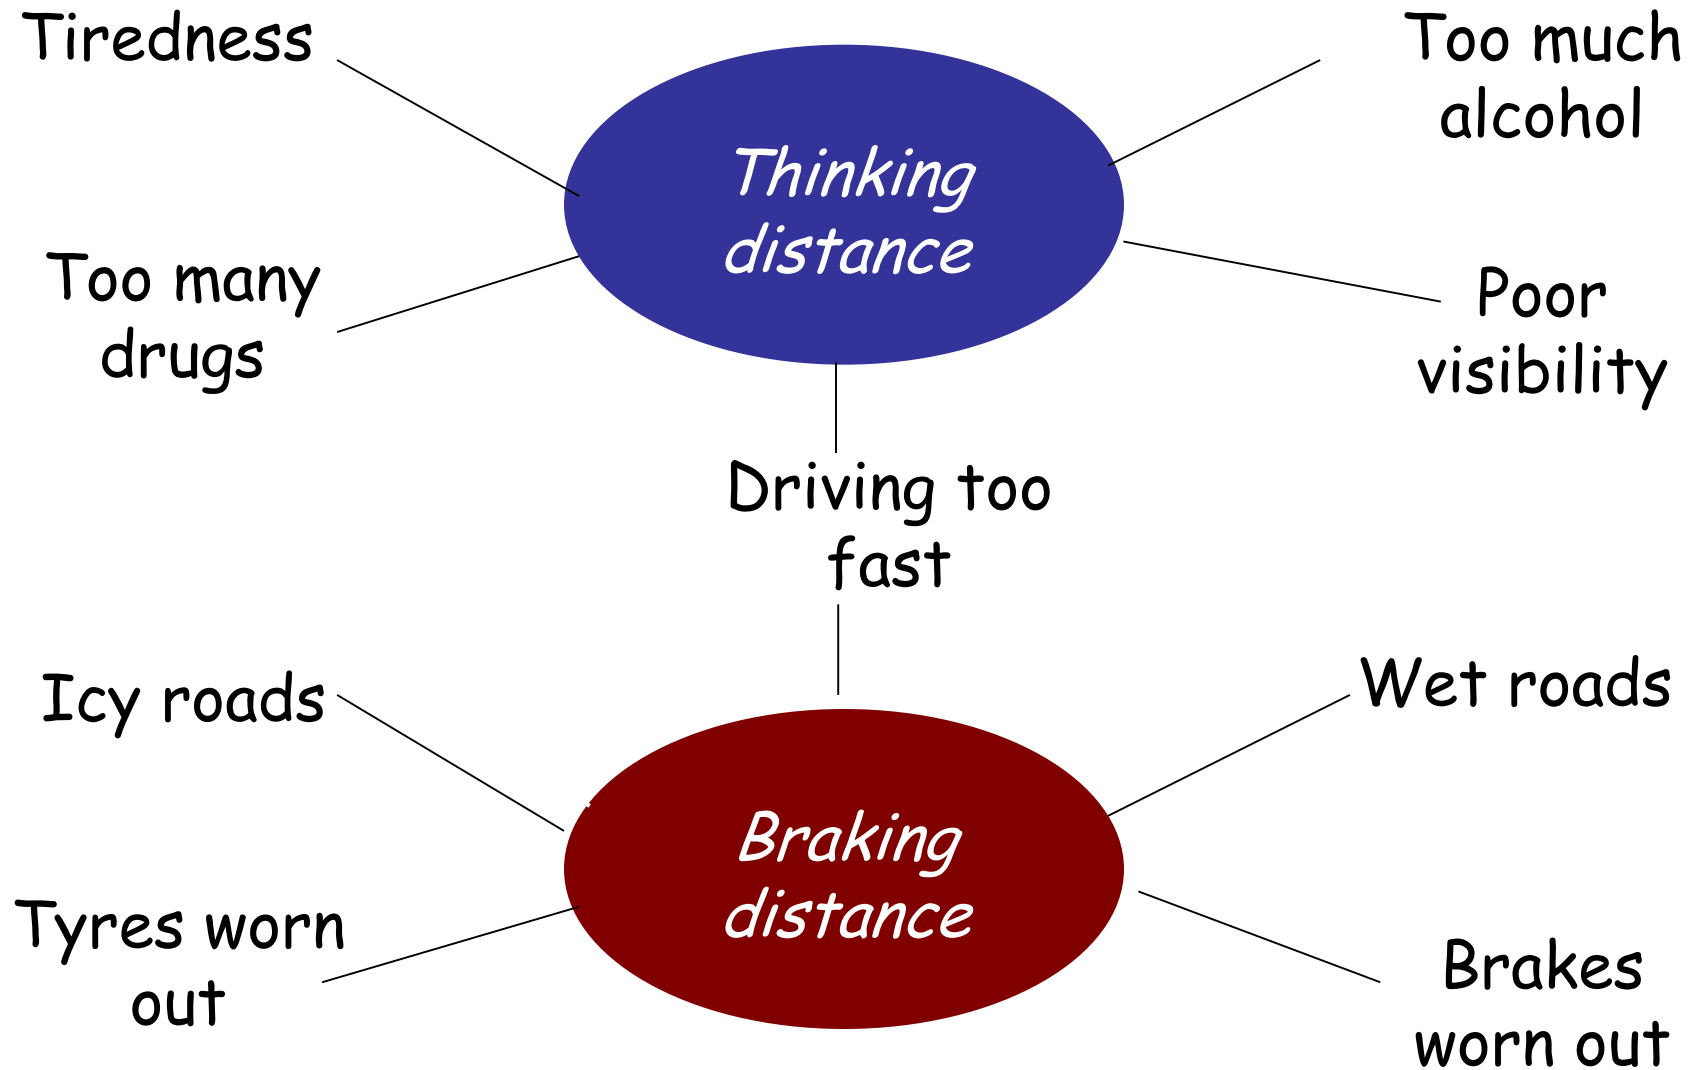 Tiredness
Too much
alcohol
Thinking
distance
Too many
drugs
Poor
visibility
Driving too
fast
Icy roads
Wet roads
Braking
distance
Tyres worn
out
Brakes
worn out